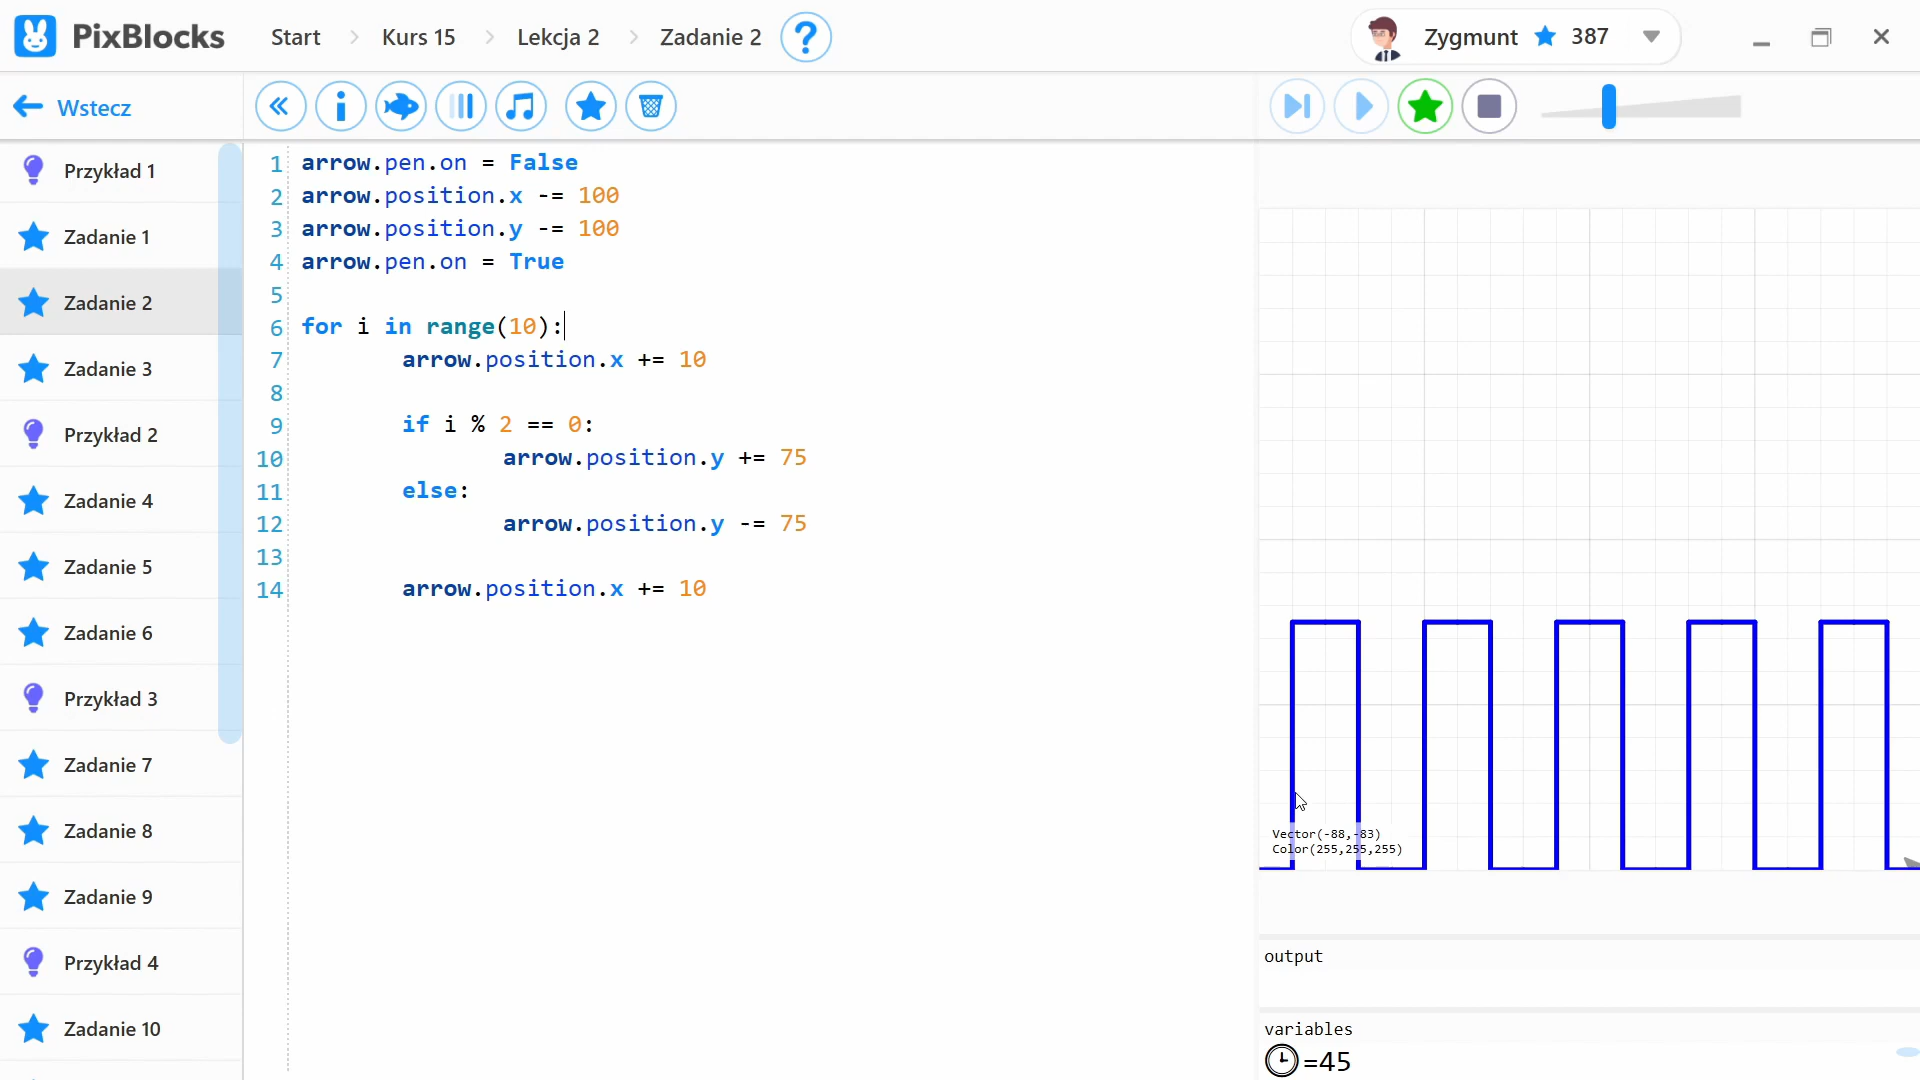 PixBlocks Start Kurs 15 Lekcja 2 Zadanie 2 ? Zygmunt 387
Wstecz
Przykład 1
Zadanie 1
Zadanie 2
Zadanie 3
Przykład 2
Zadanie 4
Zadanie 5
Zadanie 6
Przykład 3
Zadanie 7
Zadanie 8
Zadanie 9
Przykład 4
Zadanie 10
1 arrow.pen.on = False
2 arrow.position.x -= 100
3 arrow.position.y -= 100
4 arrow.pen.on = True
5
6 for i in range(10):
7 arrow.position.x += 10
8
9 if i % 2 == 0:
10 arrow.position.y += 75
11 else:
12 arrow.position.y -= 75
13
14 arrow.position.x += 10
Vector(-88,-83)
Color(255,255,255)
output
variables
=45